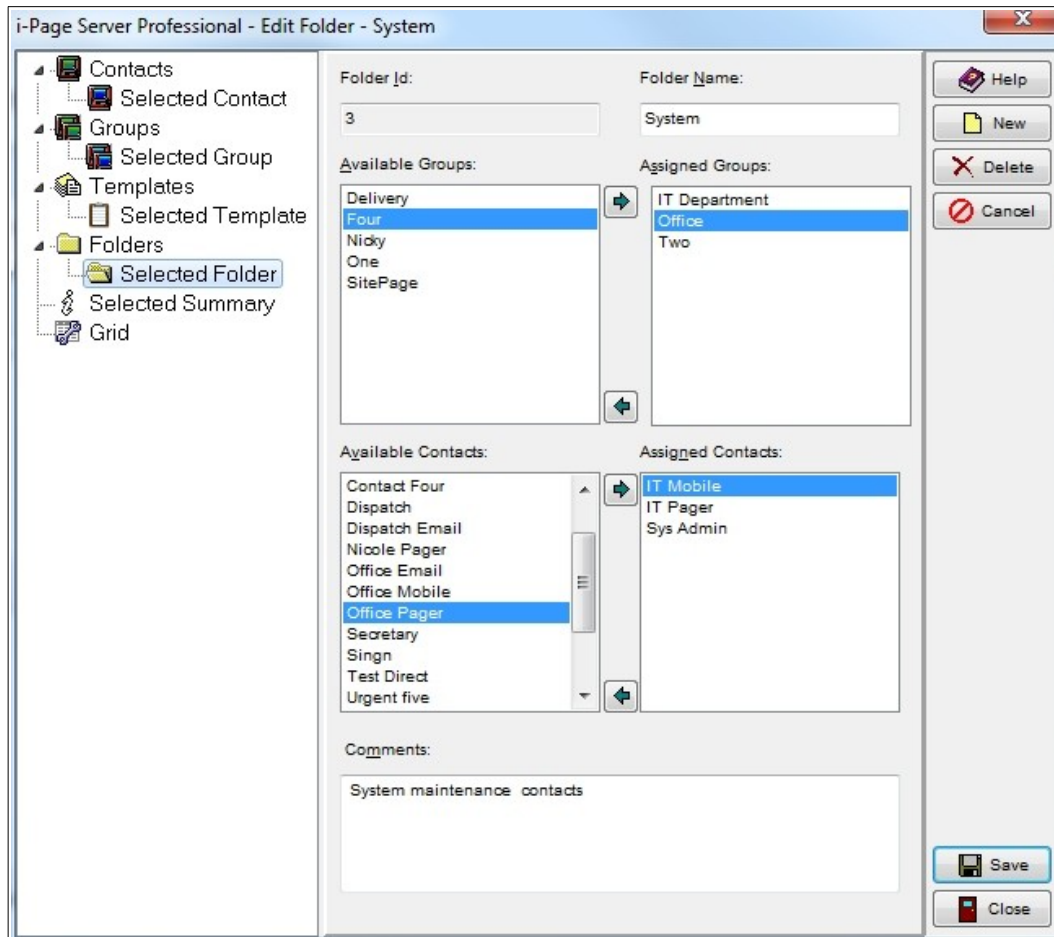 i-Page Server Professional - Edit Folder - System
Contacts
Selected Contact
Groups
Selected Group
Templates
Selected Template
Folders
Selected Folder
Selected Summary
Grid
Folder Id:
3
Folder Name:
System
Available Groups:
Delivery
Four
Nicky
One
SitePage
Assigned Groups:
IT Department
Office
Two
Available Contacts:
Contact Four
Dispatch
Dispatch Email
Nicole Pager
Office Email
Office Mobile
Office Pager
Secretary
Singn
Test Direct
Urgent five
Assigned Contacts:
IT Mobile
IT Pager
Sys Admin
Comments:
System maintenance contacts
Help
New
Delete
Cancel
Save
Close